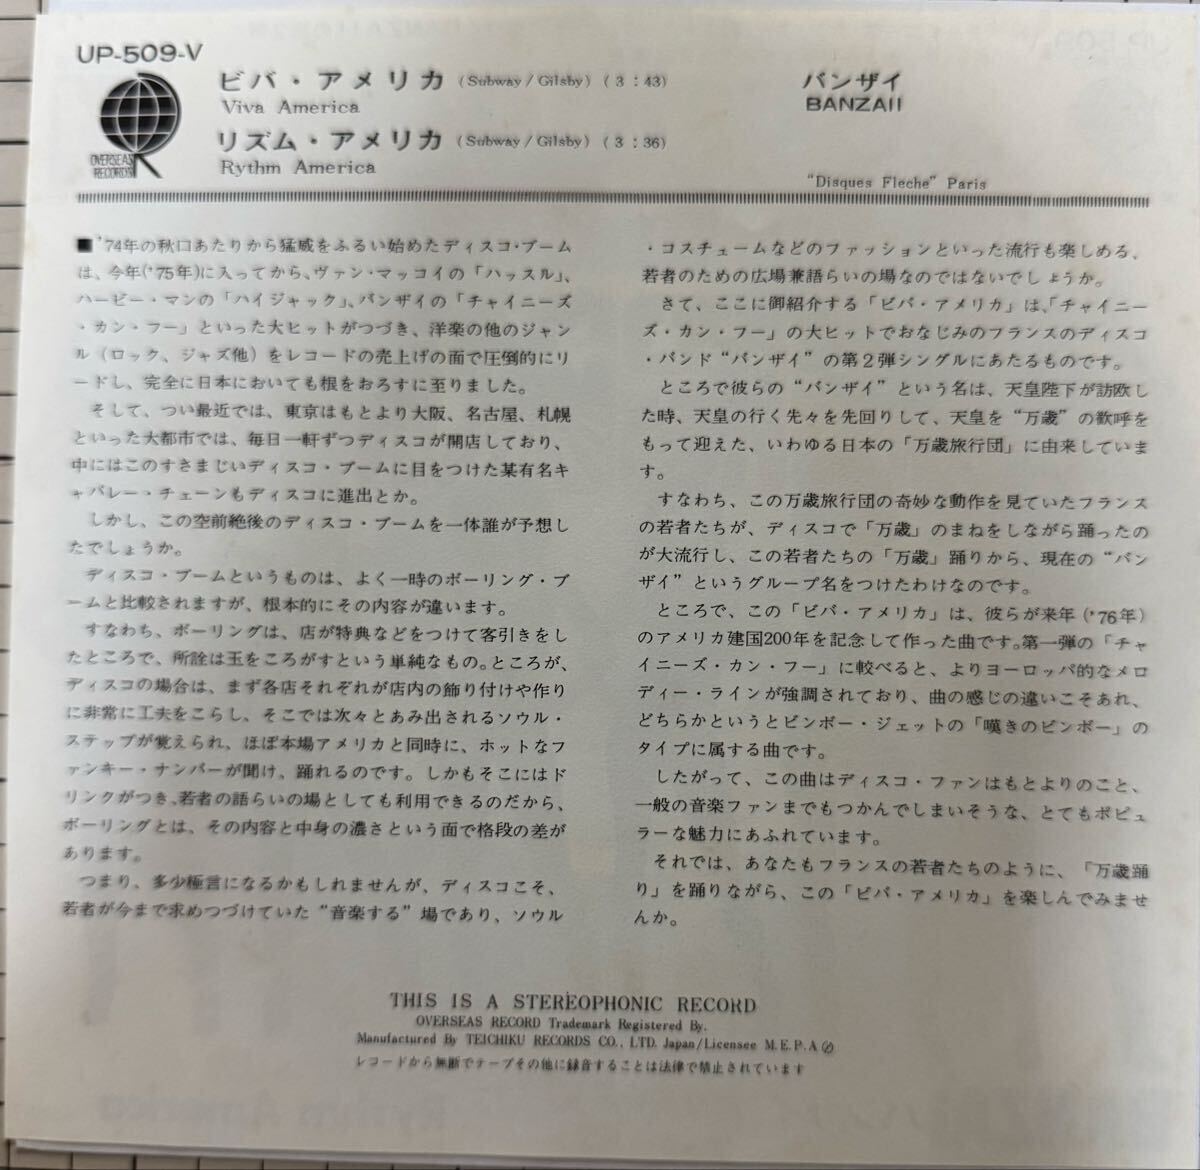 UP-509-V
OVERSEAS
RECORDS
ビバ・アメリカ (Subway/Gilsby) (3:43)
Viva America
リズム・アメリカ (Subway/Gilsby) (3:36)
Rythm America
バンザイ
BANZAII
"Disques Fleche" Paris
■'74年の秋口あたりから猛威をふるい始めたディスコ・ブーム
は、今年('75年)に入ってから、ヴァン・マッコイの「ハッスル」、
ハービー・マンの「ハイジャック」、バンザイの「チャイニーズ
・カン・フー」といった大ヒットがつづき、洋楽の他のジャン
ル（ロック、ジャズ他）をレコードの売上げの面で圧倒的にリ
ードし、完全に日本においても根をおろすに至りました。
そして、つい最近では、東京はもとより大阪、名古屋、札幌
といった大都市では、毎日一軒ずつディスコが開店しており、
中にはこのすさまじいディスコ・ブームに目をつけた某有名キ
ャバレー・チェーンもディスコに進出とか。
しかし、この空前絶後のディスコ・ブームを一体誰が予想し
たでしょうか。
ディスコ・ブームというものは、よく一時のボーリング・ブ
ームと比較されますが、根本的にその内容が違います。
すなわち、ボーリングは、店が特典などをつけて客引きをし
たところで、所詮は玉をころがすという単純なもの。ところが、
ディスコの場合は、まず各店それぞれが店内の飾り付けや作り
に非常に工夫をこらし、そこでは次々とあみ出されるソウル・
ステップが覚えられ、ほぼ本場アメリカと同時に、ホットなフ
ァンキー・ナンバーが聞け、踊れるのです。しかもそこにはド
リンクがつき、若者の語らいの場としても利用できるのだから、
ボーリングとは、その内容と中身の濃さという面で格段の差が
あります。
つまり、多少極言になるかもしれませんが、ディスコこそ、
若者が今まで求めつづけていた“音楽する”場であり、ソウル
・コスチュームなどのファッションといった流行も楽しめる、
若者のための広場兼語らいの場なのではないでしょうか。
さて、ここに御紹介する「ビバ・アメリカ」は、「チャイニー
ズ・カン・フー」の大ヒットでおなじみのフランスのディスコ
・バンド“バンザイ”の第2弾シングルにあたるものです。
ところで彼らの“バンザイ”という名は、天皇陛下が訪欧し
た時、天皇の行く先々を先回りして、天皇を“万歳”の歓呼を
もって迎えた、いわゆる日本の「万歳旅行団」に由来していま
す。
すなわち、この万歳旅行団の奇妙な動作を見ていたフランス
の若者たちが、ディスコで「万歳」のまねをしながら踊ったの
が大流行し、この若者たちの「万歳」踊りから、現在の“バン
ザイ”というグループ名をつけたわけなのです。
ところで、この「ビバ・アメリカ」は、彼らが来年('76年)
のアメリカ建国200年を記念して作った曲です。第一弾の「チャ
イニーズ・カン・フー」に較べると、よりヨーロッパ的なメロ
ディー・ラインが強調されており、曲の感じの違いこそあれ、
どちらかというとビンボー・ジェットの「嘆きのビンボー」の
タイプに属する曲です。
したがって、この曲はディスコ・ファンはもとよりのこと、
一般の音楽ファンまでもつかんでしまいそうな、とてもポピュ
ラーな魅力にあふれています。
それでは、あなたもフランスの若者たちのように、「万歳踊
り」を踊りながら、この「ビバ・アメリカ」を楽しんでみませ
んか。
THIS IS A STEREOPHONIC RECORD
OVERSEAS RECORD Trademark Registered By.
Manufactured By TEICHIKU RECORDS CO., LTD. Japan/Licensee M.E.P.A Ⓟ
レコードから無断でテープその他に録音することは法律で禁止されています